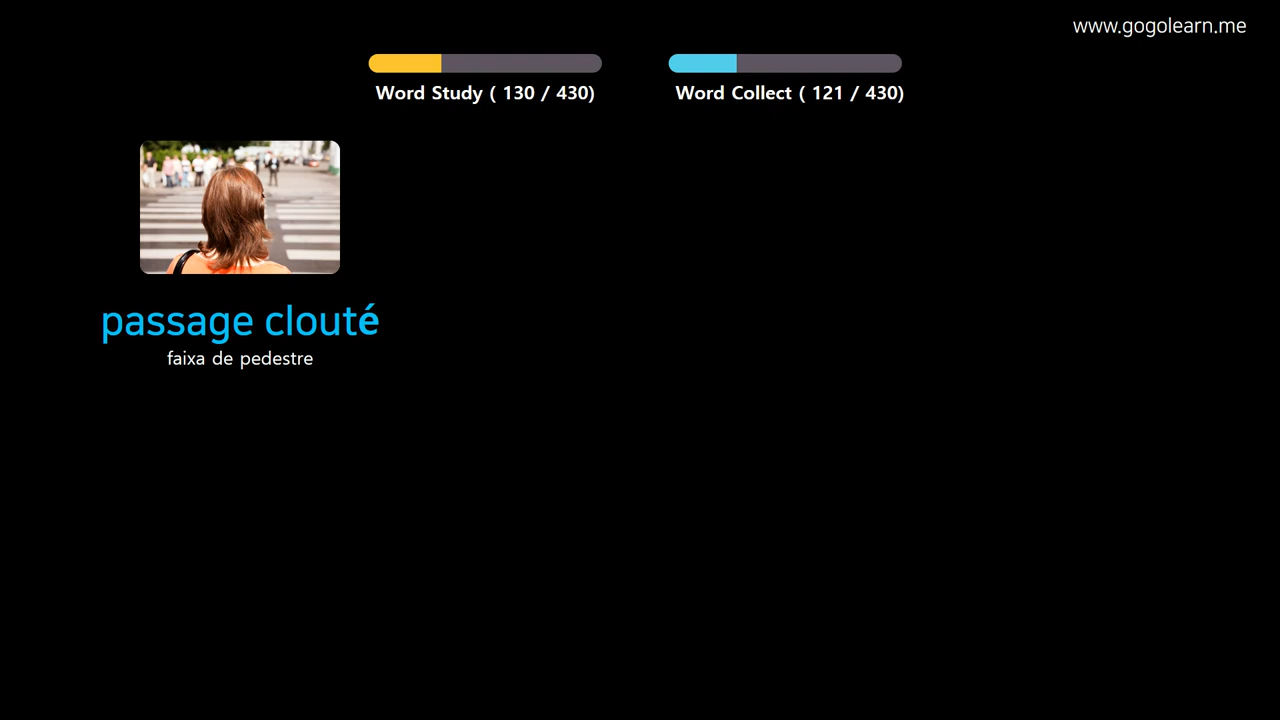 www.gogolearn.me
Word Study ( 130 / 430)
Word Collect ( 121 / 430)
passage clouté
faixa de pedestre